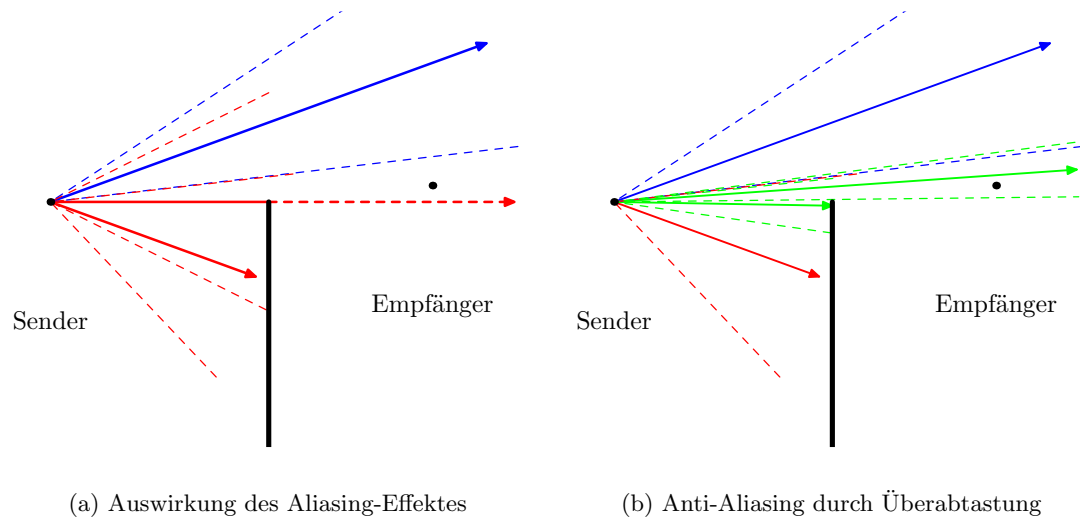 Empfänger
Sender
Empfänger
Sender
(a) Auswirkung des Aliasing-Effektes
(b) Anti-Aliasing durch Überabtastung